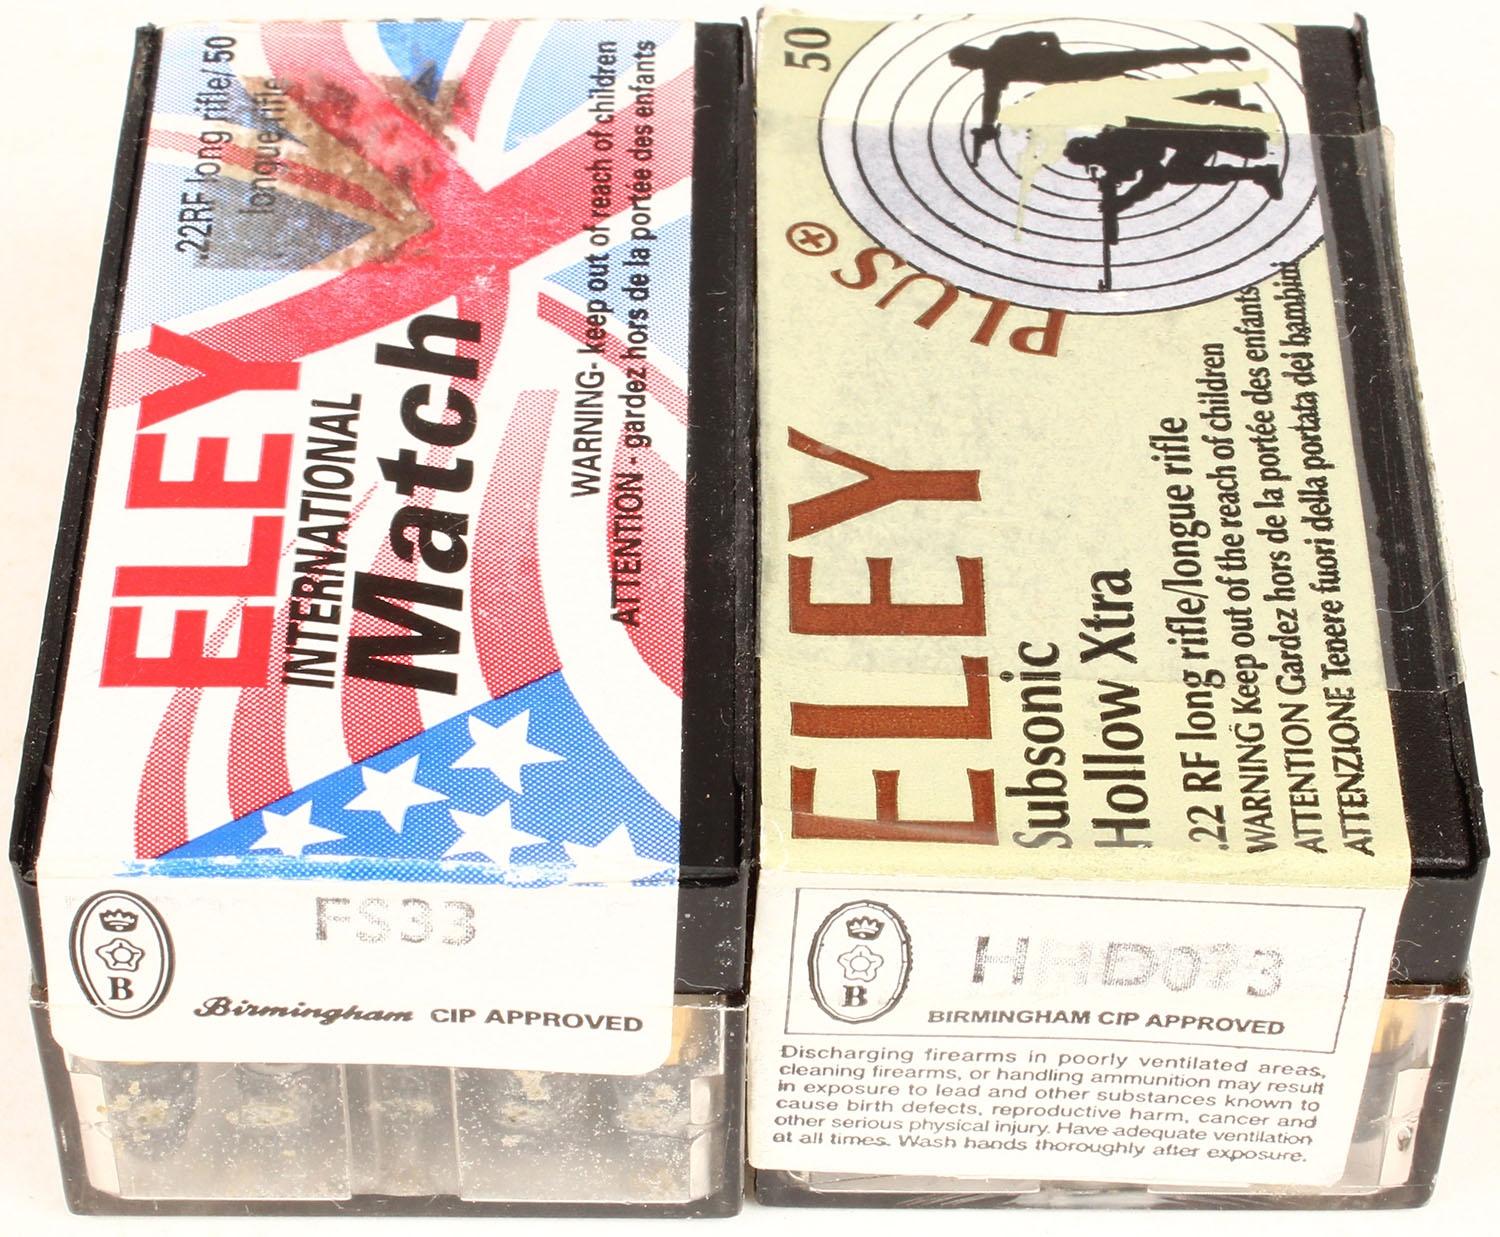 ELEY
INTERNATIONAL
Match
.22RF long rifle/ 50
longue rifle
WARNING- keep out of reach of children
ATTENTION - gardez hors de la portée des enfants
FS33
B
Birmingham CIP APPROVED
50
PLUS®
ELEY
Subsonic
Hollow Xtra
.22 RF long rifle/longue rifle
WARNING Keep out of the reach of children
ATTENTION Gardez hors de la portée des enfants
ATTENZIONE Tenere fuori della portata dei bambini
B
BIRMINGHAM CIP APPROVED
Discharging firearms in poorly ventilated areas,
cleaning firearms, or handling ammunition may result
in exposure to lead and other substances known to
cause birth defects, reproductive harm, cancer and
other serious physical injury. Have adequate ventilation
at all times. Wash hands thoroughly after exposure.